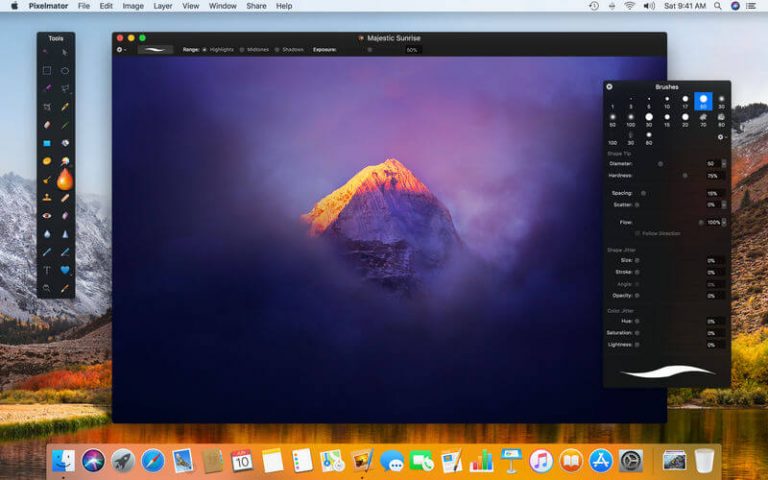 Pixelmator File Edit Image Layer View Window Share Help
Sat 9:41 AM
Tools
Majestic Sunrise
Range: Highlights Midtones Shadows Exposure: 50%
Brushes
1 3 5 10 17 50 30
50 100 30 15 20 70 80
100 30 80
Shape Tip
Diameter: 50
Hardness: 75%
Spacing: 15%
Scatter: 0%
Flow: 100%
Follow Direction
Shape Jitter
Size: 0%
Stroke: 0%
Angle: 0%
Opacity: 0%
Color Jitter
Hue: 0%
Saturation: 0%
Lightness: 0%
T
10